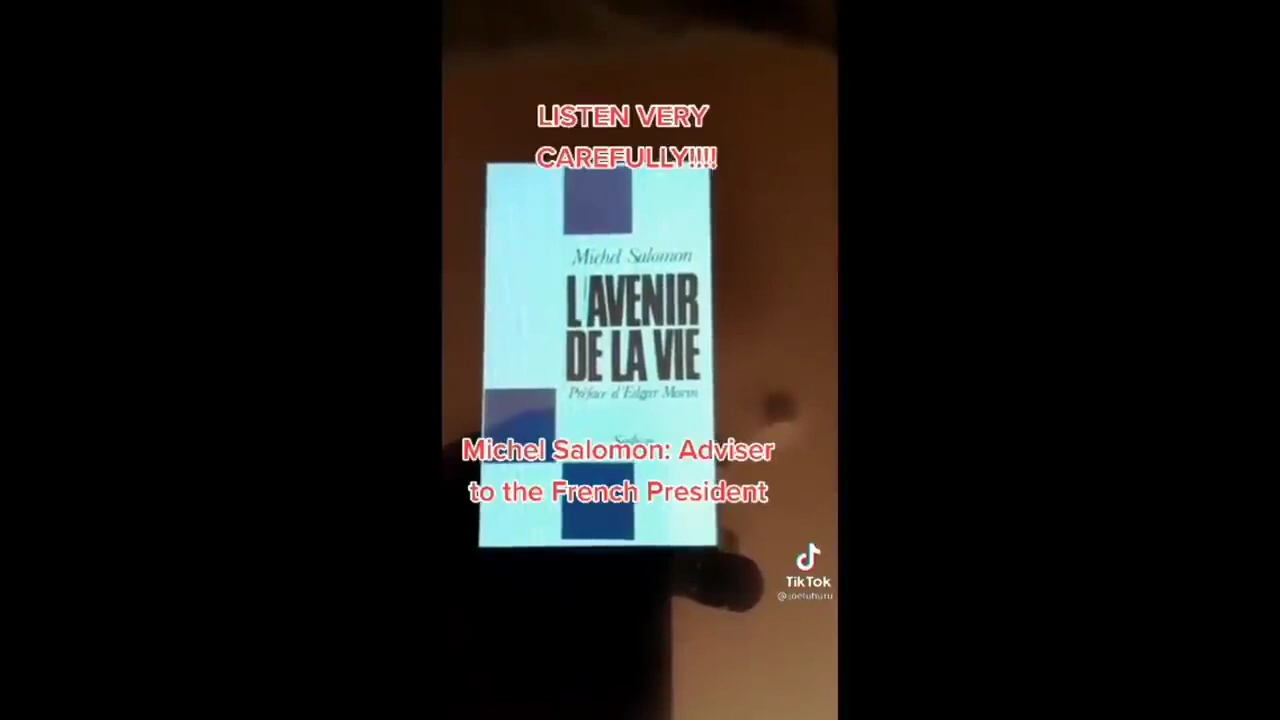 LISTEN VERY
CAREFULLY!!!!
Michel Salomon
L'AVENIR
DE LA VIE
Préface d'Edgar Morin
Michel Salomon: Adviser
to the French President
TikTok